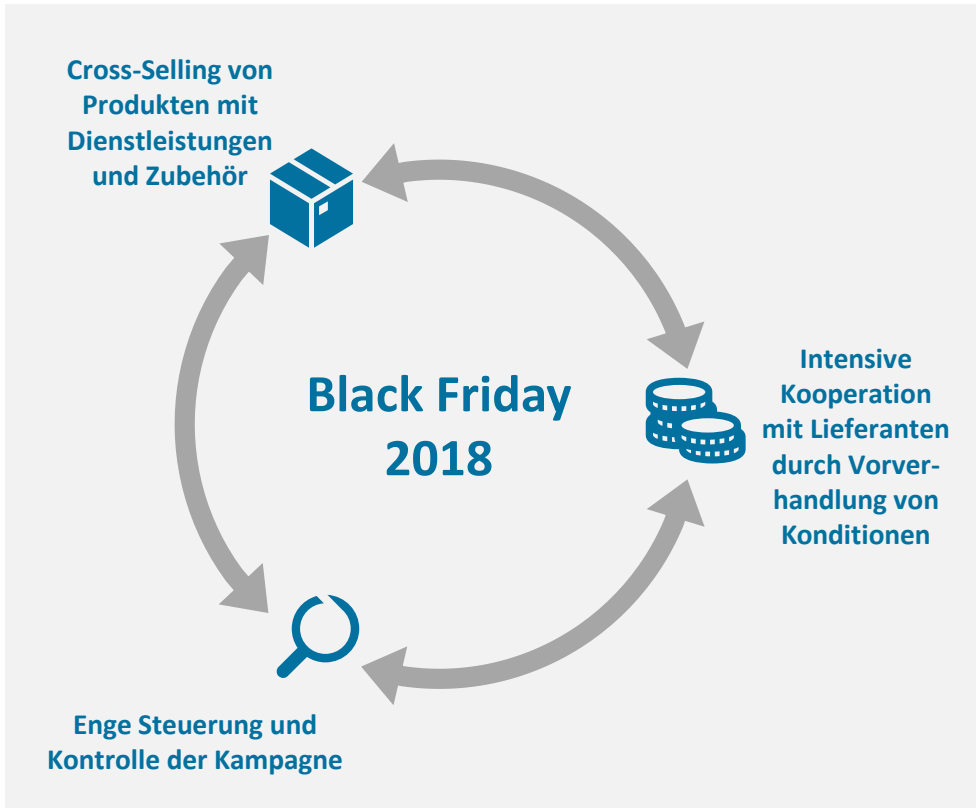 Cross-Selling von
Produkten mit
Dienstleistungen
und Zubehör
Black Friday
2018
Intensive
Kooperation
mit Lieferanten
durch Vorver-
handlung von
Konditionen
Enge Steuerung und
Kontrolle der Kampagne